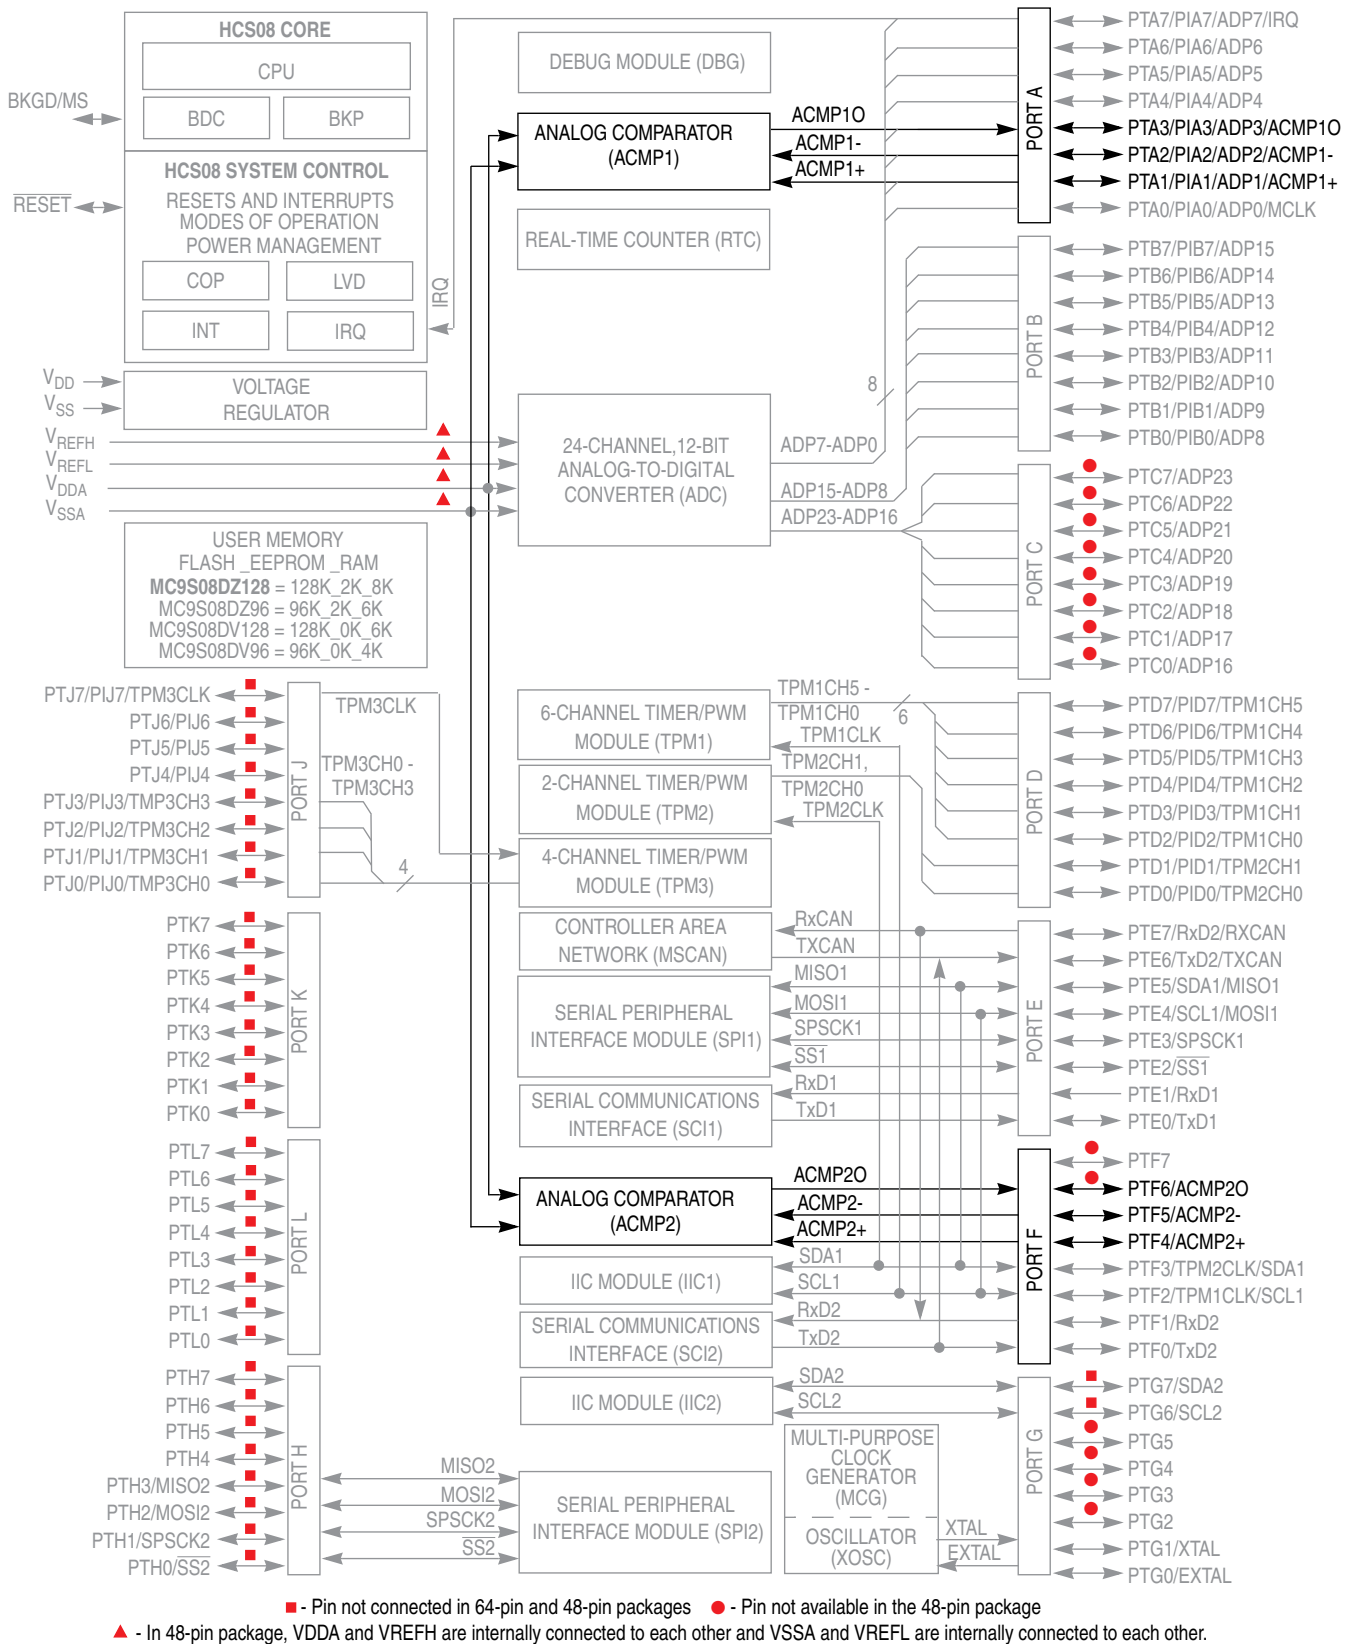 HCS08 CORE
CPU
BDC
BKP
BKGD/MS
HCS08 SYSTEM CONTROL
RESETS AND INTERRUPTS
MODES OF OPERATION
POWER MANAGEMENT
COP
LVD
INT
IRQ
RESET
IRQ
VDD
VSS
VOLTAGE
REGULATOR
VREFH
VREFL
VDDA
VSSA
USER MEMORY
FLASH _EEPROM _RAM
MC9S08DZ128 = 128K_2K_8K
MC9S08DZ96 = 96K_2K_6K
MC9S08DV128 = 128K_0K_6K
MC9S08DV96 = 96K_0K_4K
DEBUG MODULE (DBG)
ANALOG COMPARATOR
(ACMP1)
ACMP1O
ACMP1-
ACMP1+
REAL-TIME COUNTER (RTC)
24-CHANNEL,12-BIT
ANALOG-TO-DIGITAL
CONVERTER (ADC)
8
ADP7-ADP0
ADP15-ADP8
ADP23-ADP16
PORT A
PTA7/PIA7/ADP7/IRQ
PTA6/PIA6/ADP6
PTA5/PIA5/ADP5
PTA4/PIA4/ADP4
PTA3/PIA3/ADP3/ACMP1O
PTA2/PIA2/ADP2/ACMP1-
PTA1/PIA1/ADP1/ACMP1+
PTA0/PIA0/ADP0/MCLK
PORT B
PTB7/PIB7/ADP15
PTB6/PIB6/ADP14
PTB5/PIB5/ADP13
PTB4/PIB4/ADP12
PTB3/PIB3/ADP11
PTB2/PIB2/ADP10
PTB1/PIB1/ADP9
PTB0/PIB0/ADP8
PORT C
PTC7/ADP23
PTC6/ADP22
PTC5/ADP21
PTC4/ADP20
PTC3/ADP19
PTC2/ADP18
PTC1/ADP17
PTC0/ADP16
PTJ7/PIJ7/TPM3CLK
PTJ6/PIJ6
PTJ5/PIJ5
PTJ4/PIJ4
PTJ3/PIJ3/TMP3CH3
PTJ2/PIJ2/TPM3CH2
PTJ1/PIJ1/TPM3CH1
PTJ0/PIJ0/TMP3CH0
PORT J
TPM3CLK
TPM3CH0 -
TPM3CH3
4
6-CHANNEL TIMER/PWM
MODULE (TPM1)
TPM1CH5 -
TPM1CH0
6
TPM1CLK
2-CHANNEL TIMER/PWM
MODULE (TPM2)
TPM2CH1,
TPM2CH0
TPM2CLK
4-CHANNEL TIMER/PWM
MODULE (TPM3)
PORT D
PTD7/PID7/TPM1CH5
PTD6/PID6/TPM1CH4
PTD5/PID5/TPM1CH3
PTD4/PID4/TPM1CH2
PTD3/PID3/TPM1CH1
PTD2/PID2/TPM1CH0
PTD1/PID1/TPM2CH1
PTD0/PID0/TPM2CH0
PTK7
PTK6
PTK5
PTK4
PTK3
PTK2
PTK1
PTK0
PORT K
CONTROLLER AREA
NETWORK (MSCAN)
RxCAN
TXCAN
SERIAL PERIPHERAL
INTERFACE MODULE (SPI1)
MISO1
MOSI1
SPSCK1
SS1
SERIAL COMMUNICATIONS
INTERFACE (SCI1)
RxD1
TxD1
PORT E
PTE7/RxD2/RXCAN
PTE6/TxD2/TXCAN
PTE5/SDA1/MISO1
PTE4/SCL1/MOSI1
PTE3/SPSCK1
PTE2/SS1
PTE1/RxD1
PTE0/TxD1
PTL7
PTL6
PTL5
PTL4
PTL3
PTL2
PTL1
PTL0
PORT L
ANALOG COMPARATOR
(ACMP2)
ACMP2O
ACMP2-
ACMP2+
IIC MODULE (IIC1)
SDA1
SCL1
SERIAL COMMUNICATIONS
INTERFACE (SCI2)
RxD2
TxD2
PORT F
PTF7
PTF6/ACMP2O
PTF5/ACMP2-
PTF4/ACMP2+
PTF3/TPM2CLK/SDA1
PTF2/TPM1CLK/SCL1
PTF1/RxD2
PTF0/TxD2
PTH7
PTH6
PTH5
PTH4
PTH3/MISO2
PTH2/MOSI2
PTH1/SPSCK2
PTH0/SS2
PORT H
MISO2
MOSI2
SPSCK2
SS2
IIC MODULE (IIC2)
SDA2
SCL2
SERIAL PERIPHERAL
INTERFACE MODULE (SPI2)
MULTI-PURPOSE
CLOCK
GENERATOR
(MCG)
OSCILLATOR
(XOSC)
XTAL
EXTAL
PORT G
PTG7/SDA2
PTG6/SCL2
PTG5
PTG4
PTG3
PTG2
PTG1/XTAL
PTG0/EXTAL
- Pin not connected in 64-pin and 48-pin packages
- Pin not available in the 48-pin package
- In 48-pin package, VDDA and VREFH are internally connected to each other and VSSA and VREFL are internally connected to each other.